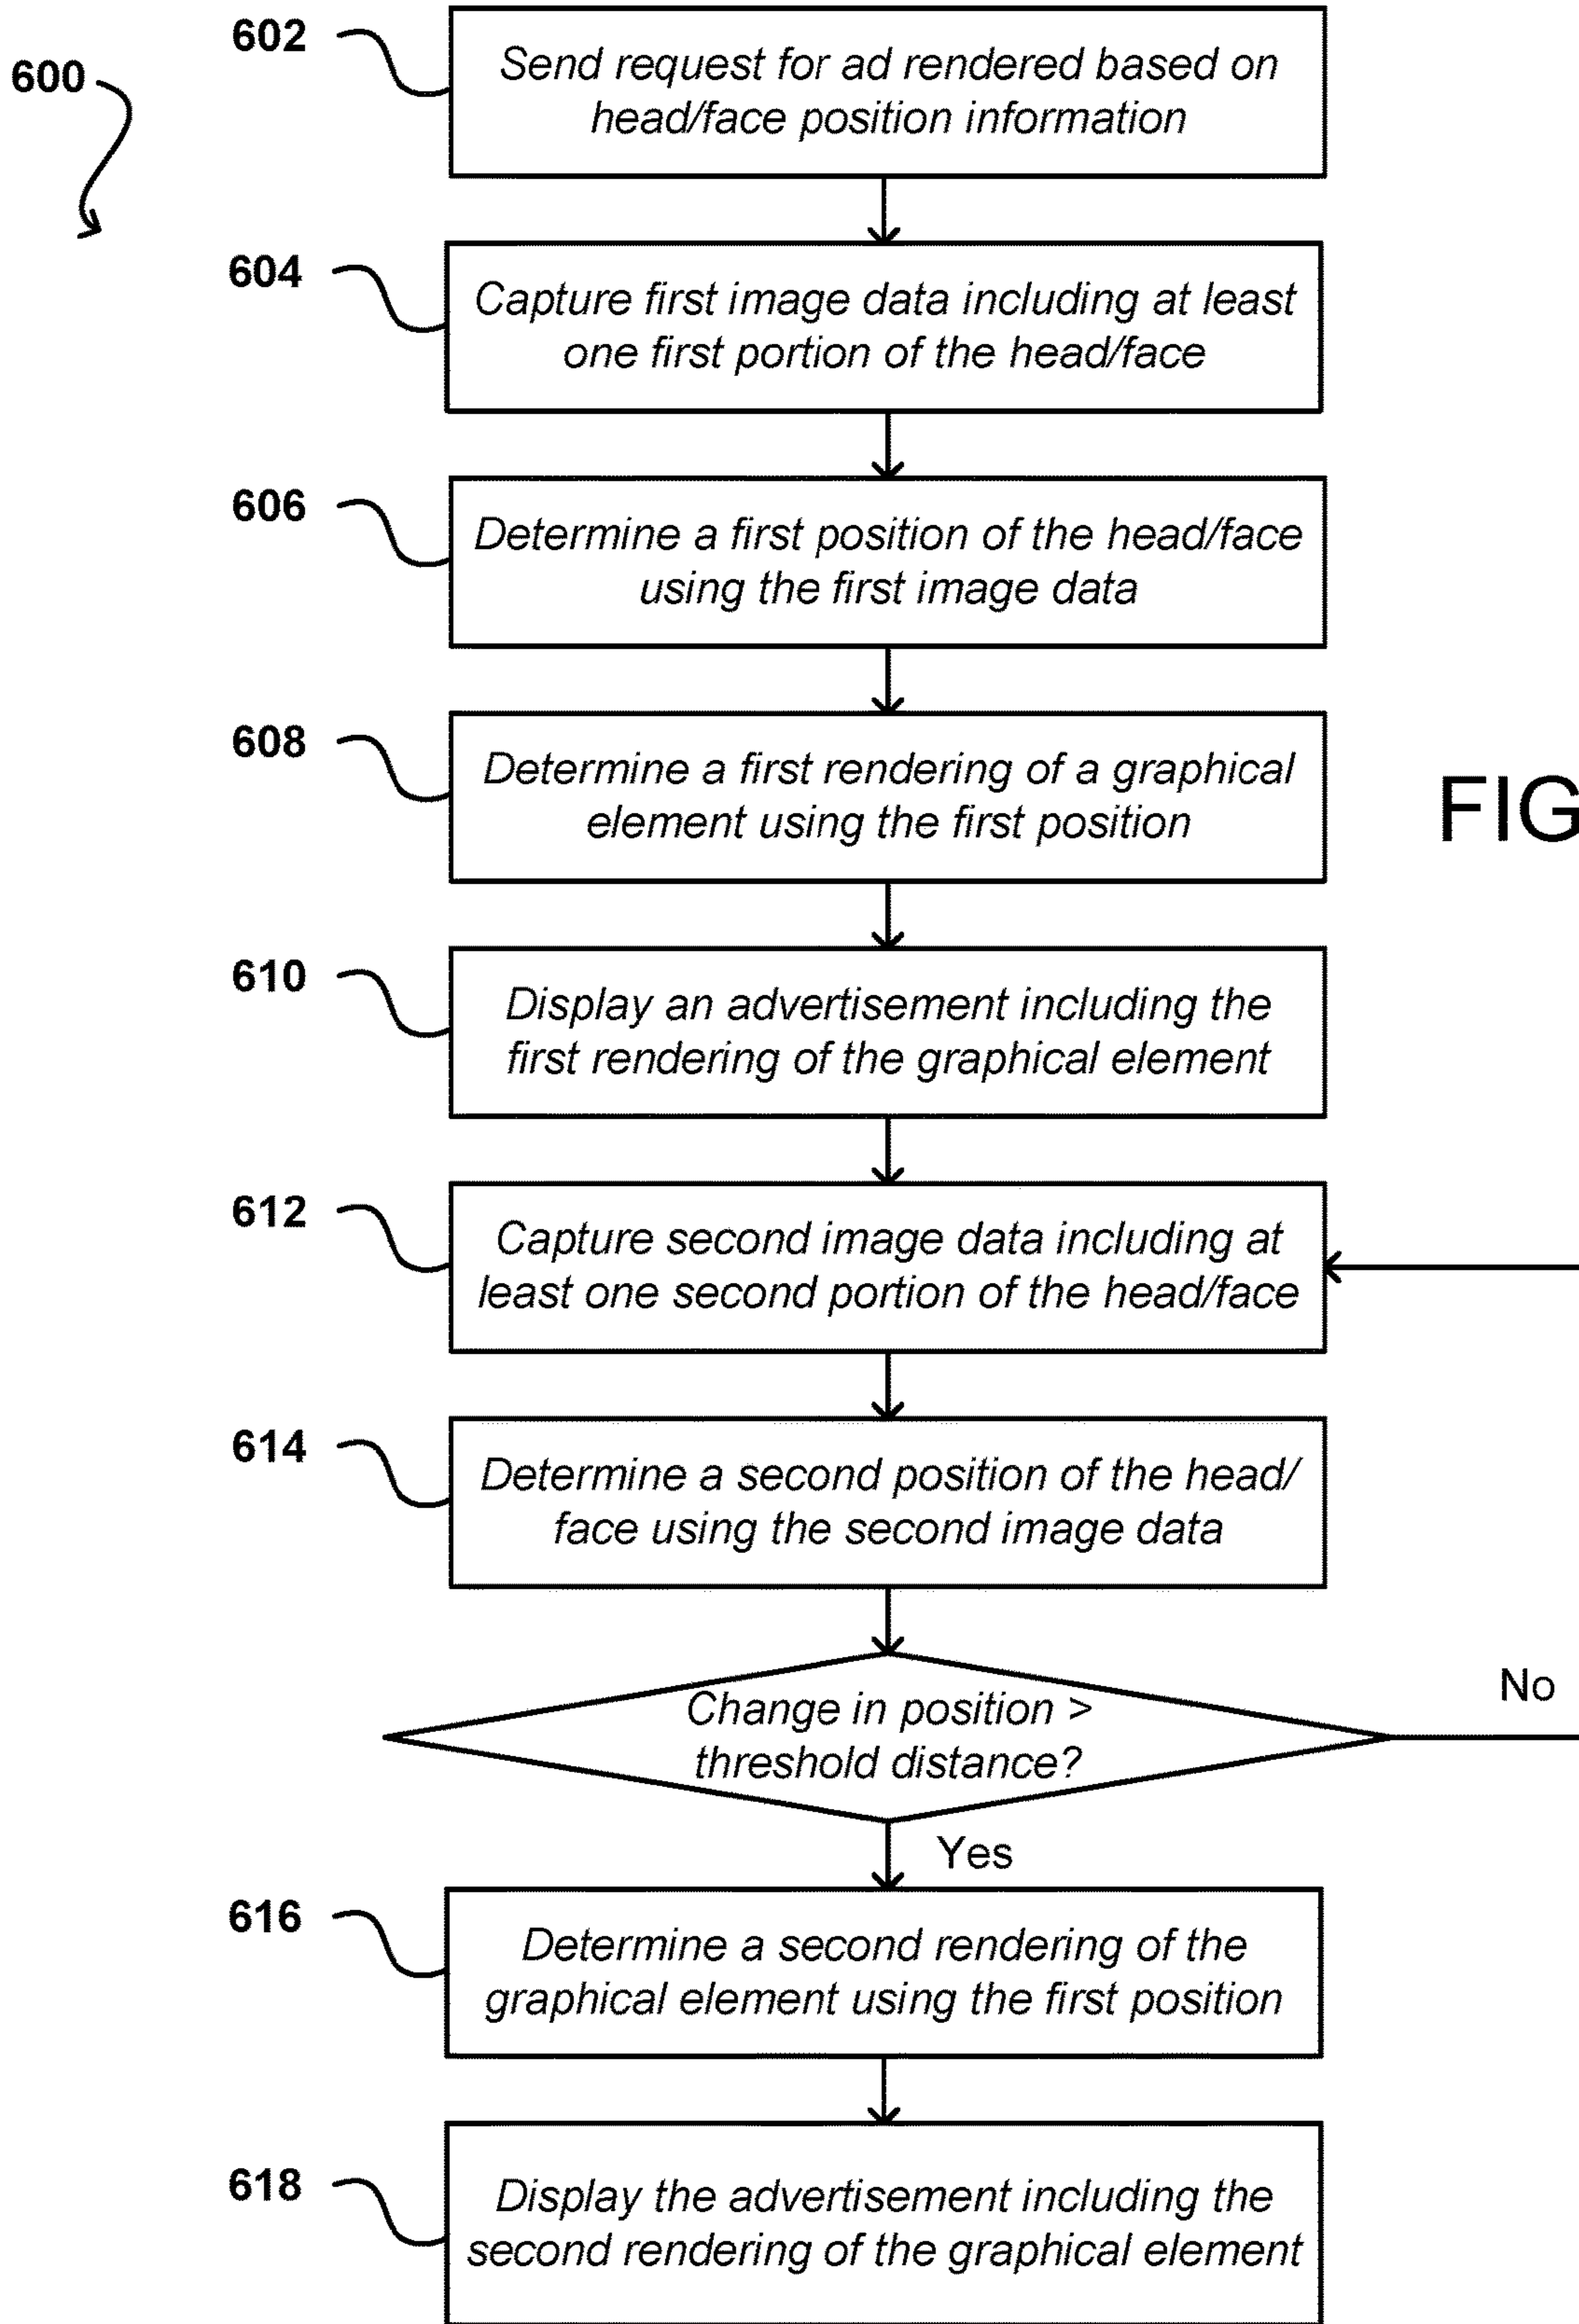 600
602
Send request for ad rendered based on
head/face position information
604
Capture first image data including at least
one first portion of the head/face
606
Determine a first position of the head/face
using the first image data
608
Determine a first rendering of a graphical
element using the first position
FIG
610
Display an advertisement including the
first rendering of the graphical element
612
Capture second image data including at
least one second portion of the head/face
614
Determine a second position of the head/
face using the second image data
Change in position >
threshold distance?
No
Yes
616
Determine a second rendering of the
graphical element using the first position
618
Display the advertisement including the
second rendering of the graphical element